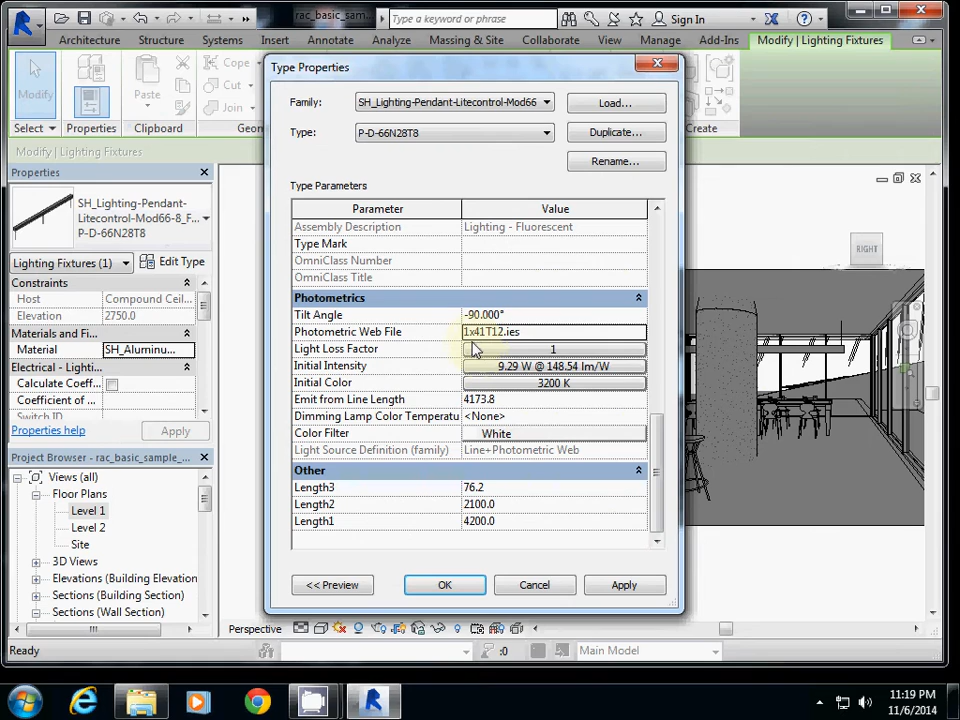 rac_basic_sam...
Type a keyword or phrase
Sign In
Architecture Structure Systems Insert Annotate Analyze Massing & Site Collaborate View Manage Add-Ins Modify | Lighting Fixtures
Modify
Properties
Paste
Cope
Cut
Join
Select Properties Clipboard Geon Create
Modify | Lighting Fixtures
Properties
SH_Lighting-Pendant-
Litecontrol-Mod66-8_F...
P-D-66N28T8
Lighting Fixtures (1) Edit Type
Constraints
Host Compound Ceil...
Elevation 2750.0
Materials and Fi
Material SH_Aluminu...
Electrical - Lighti...
Calculate Coeff...
Coefficient of ...
Switch ID
Properties help Apply
Project Browser - rac_basic_sample_...
Views (all)
Floor Plans
Level 1
Level 2
Site
3D Views
Elevations (Building Elevation
Sections (Building Section)
Sections (Wall Section)
Type Properties
Family: SH_Lighting-Pendant-Litecontrol-Mod66 Load...
Type: P-D-66N28T8 Duplicate...
Rename...
Type Parameters
Parameter Value
Assembly Description Lighting - Fluorescent
Type Mark
OmniClass Number
OmniClass Title
Photometrics
Tilt Angle -90.000°
Photometric Web File 1x41T12.ies
Light Loss Factor 1
Initial Intensity 9.29 W @ 148.54 lm/W
Initial Color 3200 K
Emit from Line Length 4173.8
Dimming Lamp Color Temperatu <None>
Color Filter White
Light Source Definition (family) Line+Photometric Web
Other
Length3 76.2
Length2 2100.0
Length1 4200.0
<< Preview OK Cancel Apply
RIGHT
Perspective
Ready :0 Main Model
11:19 PM
11/6/2014